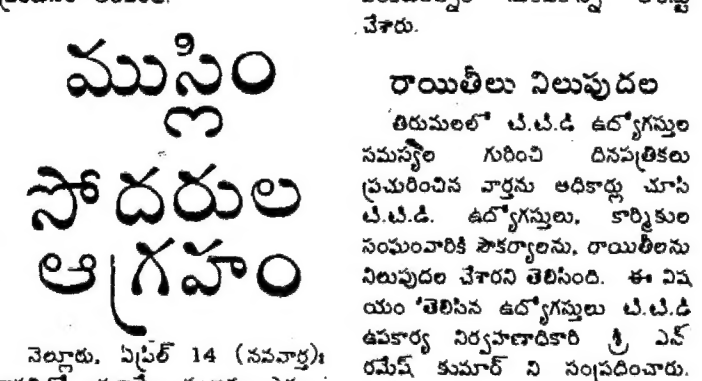 ముస్లిం
సోదరుల
ఆగ్రహం
నెల్లూరు, ఏప్రిల్ 14 (నవవార్త):
చేశారు.
రాయితీలు నిలుపుదల
తిరుమలలో టి.టి.డి ఉద్యోగస్తుల
సమస్యల గురించి దినపత్రికలు
ప్రచురించిన వార్తను అధికార్లు చూసి
టి.టి.డి. ఉద్యోగస్తులు, కార్మికుల
సంఘంవారికి సౌకర్యాలను, రాయితీలను
నిలుపుదల చేశారని తెలిసింది. ఈ విష
యం తెలిసిన ఉద్యోగస్తులు టి.టి.డి
ఉపకార్య నిర్వహణాధికారి శ్రీ ఎన్
రమేష్ కుమార్ ని సంప్రదించారు.